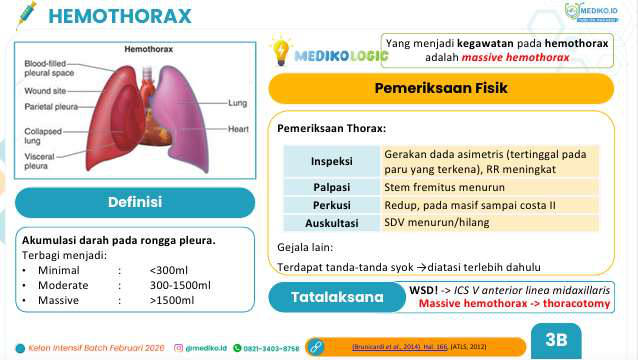 HEMOTHORAX
MEDIKO.ID
Hemothorax
Blood-filled
pleural space
Wound site
Parietal pleura
Collapsed
lung
Visceral
pleura
Lung
Heart
Definisi
Akumulasi darah pada rongga pleura.
Terbagi menjadi:
• Minimal : <300ml
• Moderate : 300-1500ml
• Massive : >1500ml
MEDIKOLOGIC
Yang menjadi kegawatan pada hemothorax
adalah massive hemothorax
Pemeriksaan Fisik
Pemeriksaan Thorax:
Inspeksi Gerakan dada asimetris (tertinggal pada
paru yang terkena), RR meningkat
Palpasi Stem fremitus menurun
Perkusi Redup, pada masif sampai costa II
Auskultasi SDV menurun/hilang
Gejala lain:
Terdapat tanda-tanda syok →diatasi terlebih dahulu
Tatalaksana
WSD! -> ICS V anterior linea midaxillaris
Massive hemothorax -> thoracotomy
Kelan Intensif Batch Februari 2026 @mediko.id 0821-3403-8758
(Brunicardi et al., 2014). Hal. 166, (ATLS, 2012)
3B